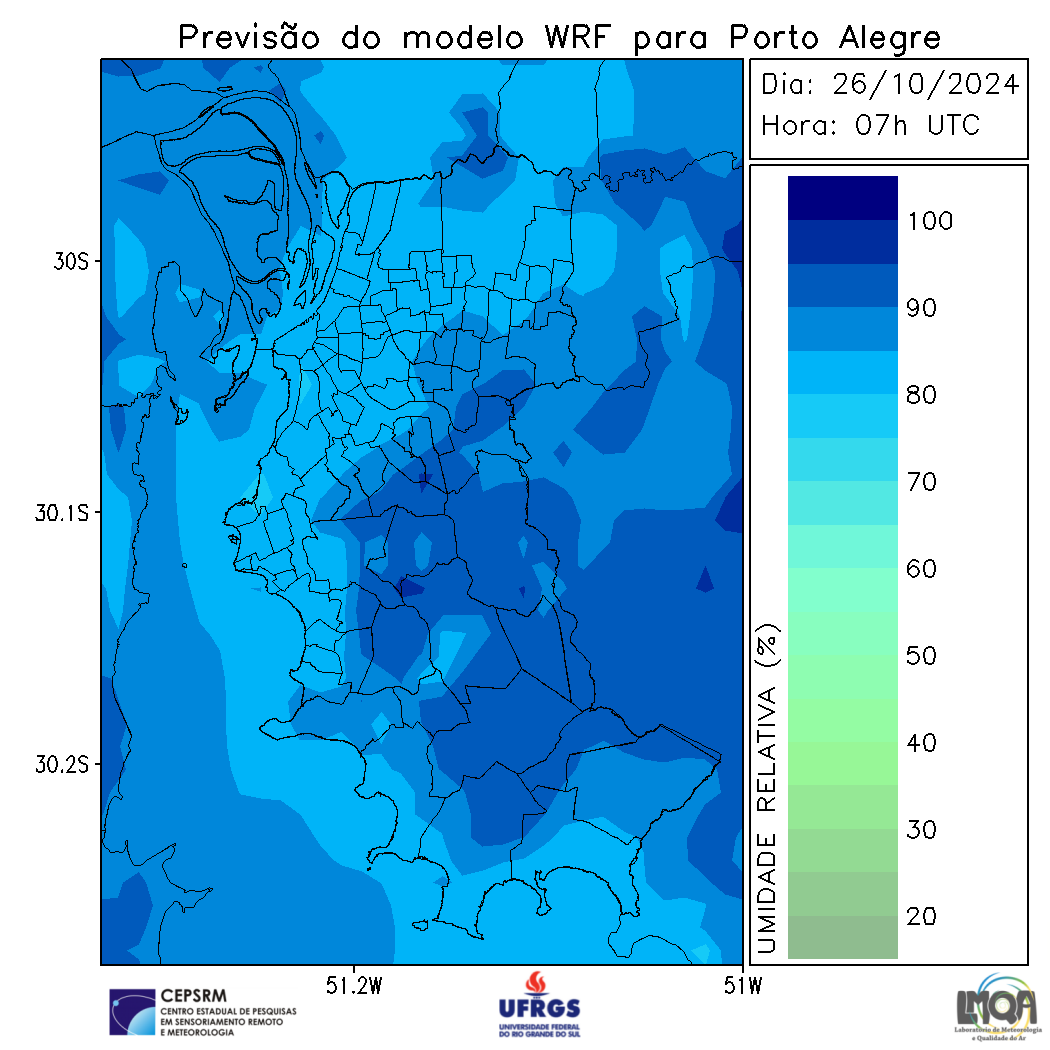 Previsão do modelo WRF para Porto Alegre
Dia: 26/10/2024
Hora: 07h UTC
30S
30.1S
30.2S
51.2W
51W
100
90
80
70
60
50
40
30
20
UMIDADE RELATIVA (%)
CEPSRM
CENTRO ESTADUAL DE PESQUISAS
EM SENSORIAMENTO REMOTO
E METEOROLOGIA
UFRGS
UNIVERSIDADE FEDERAL
DO RIO GRANDE DO SUL
LMQA
Laboratório de Meteorologia
e Qualidade do Ar